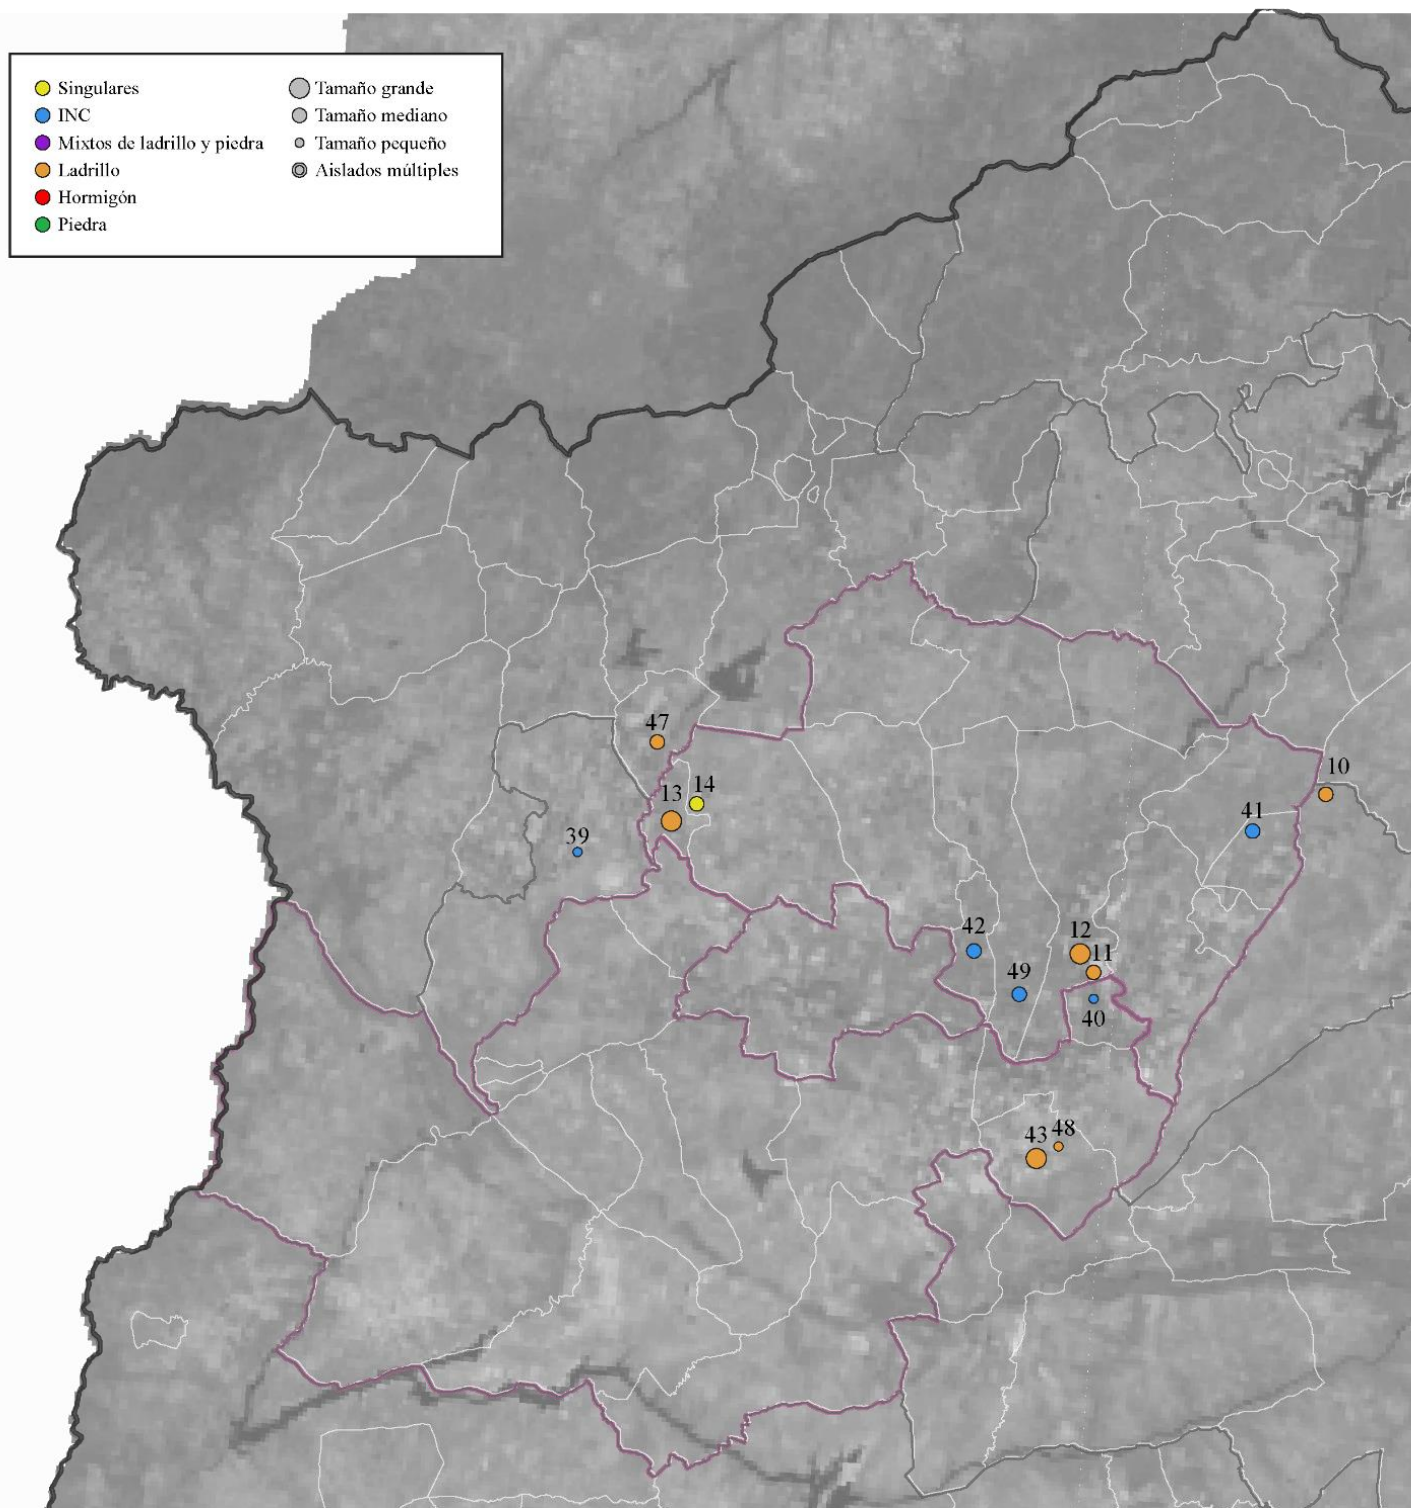 Singulares
INC
Mixtos de ladrillo y piedra
Ladrillo
Hormigón
Piedra
Tamaño grande
Tamaño mediano
Tamaño pequeño
Aislados múltiples
47
10
14
13
41
39
42
12
11
49
40
48
43